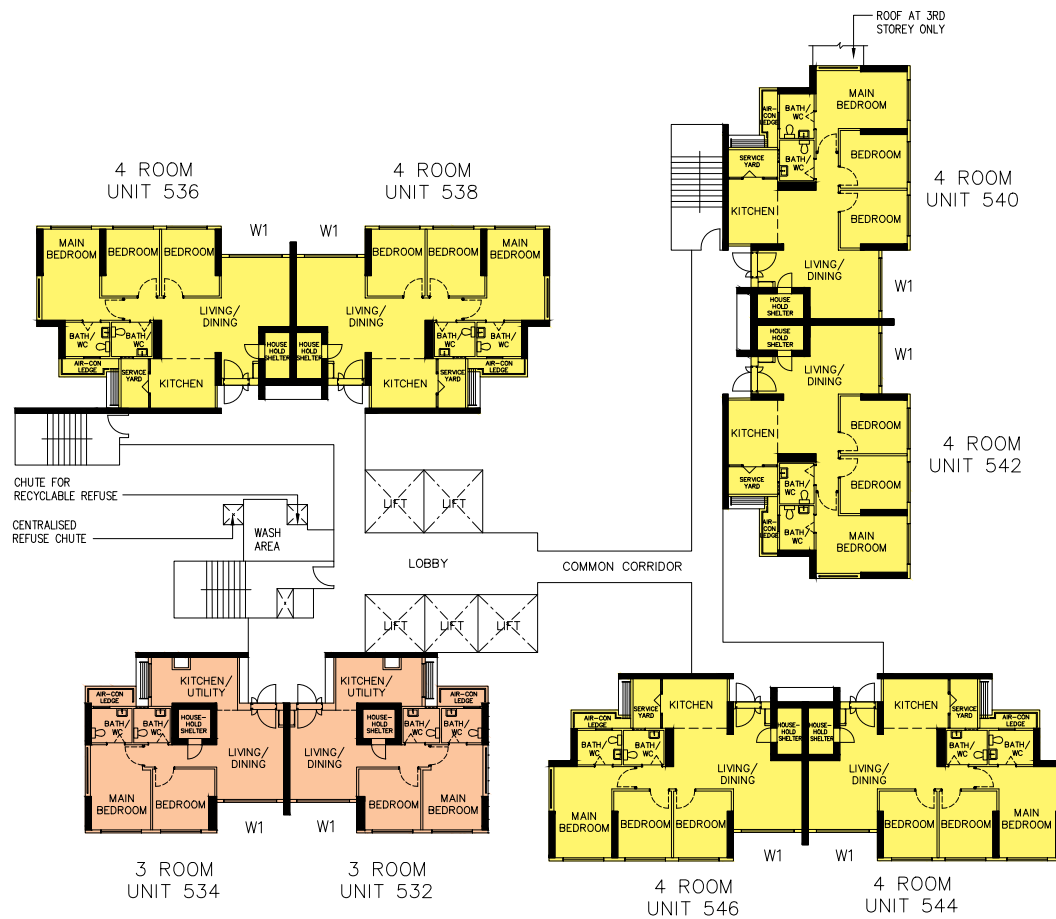 ROOF AT 3RD
STOREY ONLY
4 ROOM
UNIT 536
4 ROOM
UNIT 538
4 ROOM
UNIT 540
MAIN
BEDROOM
BATH/
WC
AIR-CON
LEDGE
BEDROOM
BATH/
WC
SERVICE
YARD
KITCHEN
BEDROOM
LIVING/
DINING
HOUSE
HOLD
SHELTER
W1
MAIN
BEDROOM
BEDROOM
BEDROOM
W1
LIVING/
DINING
BATH/
WC
BATH/
WC
AIR-CON
LEDGE
SERVICE
YARD
KITCHEN
HOUSE
HOLD
SHELTER
W1
BEDROOM
BEDROOM
MAIN
BEDROOM
LIVING/
DINING
BATH/
WC
BATH/
WC
AIR-CON
LEDGE
HOUSE
HOLD
SHELTER
KITCHEN
SERVICE
YARD
HOUSE
HOLD
SHELTER
W1
LIVING/
DINING
KITCHEN
BEDROOM
SERVICE
YARD
BATH/
WC
BEDROOM
AIR-CON
LEDGE
BATH/
WC
MAIN
BEDROOM
4 ROOM
UNIT 542
CHUTE FOR
RECYCLABLE REFUSE
CENTRALISED
REFUSE CHUTE
WASH
AREA
LIFT
LIFT
LOBBY
COMMON CORRIDOR
LIFT
LIFT
LIFT
KITCHEN/
UTILITY
AIR-CON
LEDGE
BATH/
WC
BATH/
WC
HOUSE-
HOLD
SHELTER
LIVING/
DINING
MAIN
BEDROOM
BEDROOM
W1
3 ROOM
UNIT 534
KITCHEN/
UTILITY
AIR-CON
LEDGE
HOUSE-
HOLD
SHELTER
BATH/
WC
BATH/
WC
LIVING/
DINING
BEDROOM
MAIN
BEDROOM
W1
3 ROOM
UNIT 532
SERVICE
YARD
KITCHEN
AIR-CON
LEDGE
BATH/
WC
BATH/
WC
HOUSE
HOLD
SHELTER
LIVING/
DINING
MAIN
BEDROOM
BEDROOM
BEDROOM
W1
4 ROOM
UNIT 546
KITCHEN
SERVICE
YARD
AIR-CON
LEDGE
HOUSE
HOLD
SHELTER
BATH/
WC
BATH/
WC
LIVING/
DINING
BEDROOM
BEDROOM
MAIN
BEDROOM
W1
4 ROOM
UNIT 544